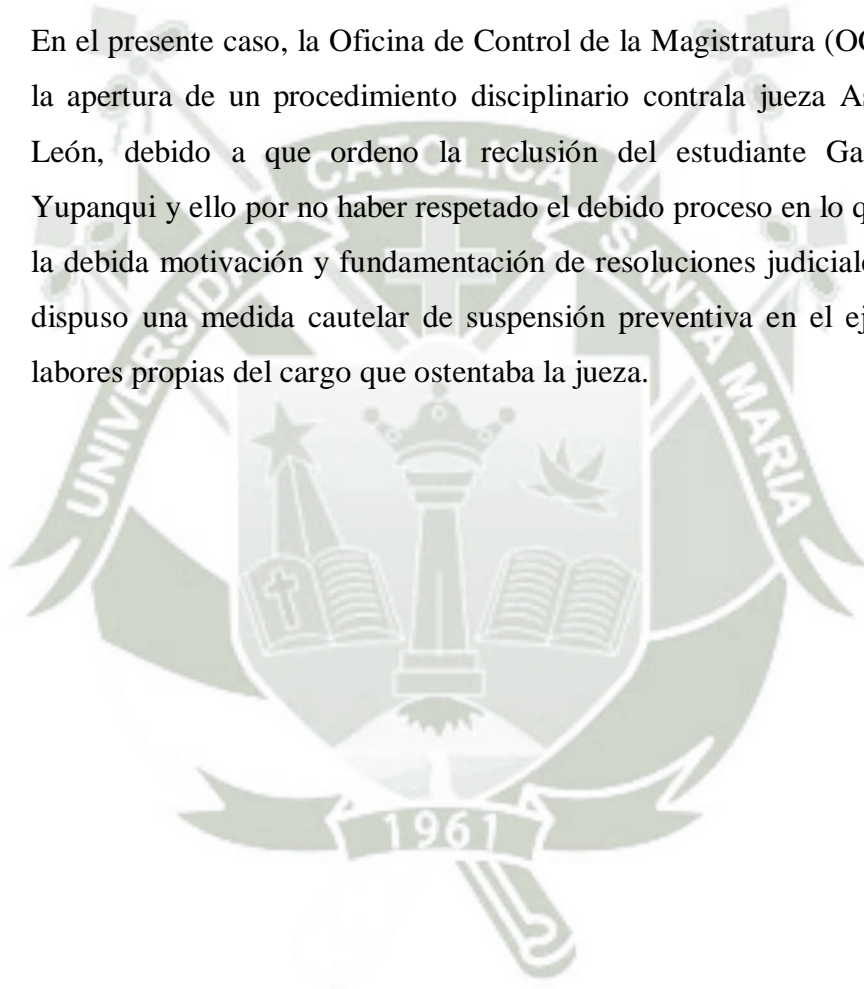 En el presente caso, la Oficina de Control de la Magistratura
la apertura de un procedimiento disciplinario contrala jueza
León, debido a que ordeno la reclusión del estudiante
Yupanqui y ello por no haber respetado el debido proceso en lo
la debida motivación y fundamentación de resoluciones
dispuso una medida cautelar de suspensión preventiva en el
labores propias del cargo que ostentaba la jueza.
UNIVERSIDAD CATOLICA SANTA MARIA
1961